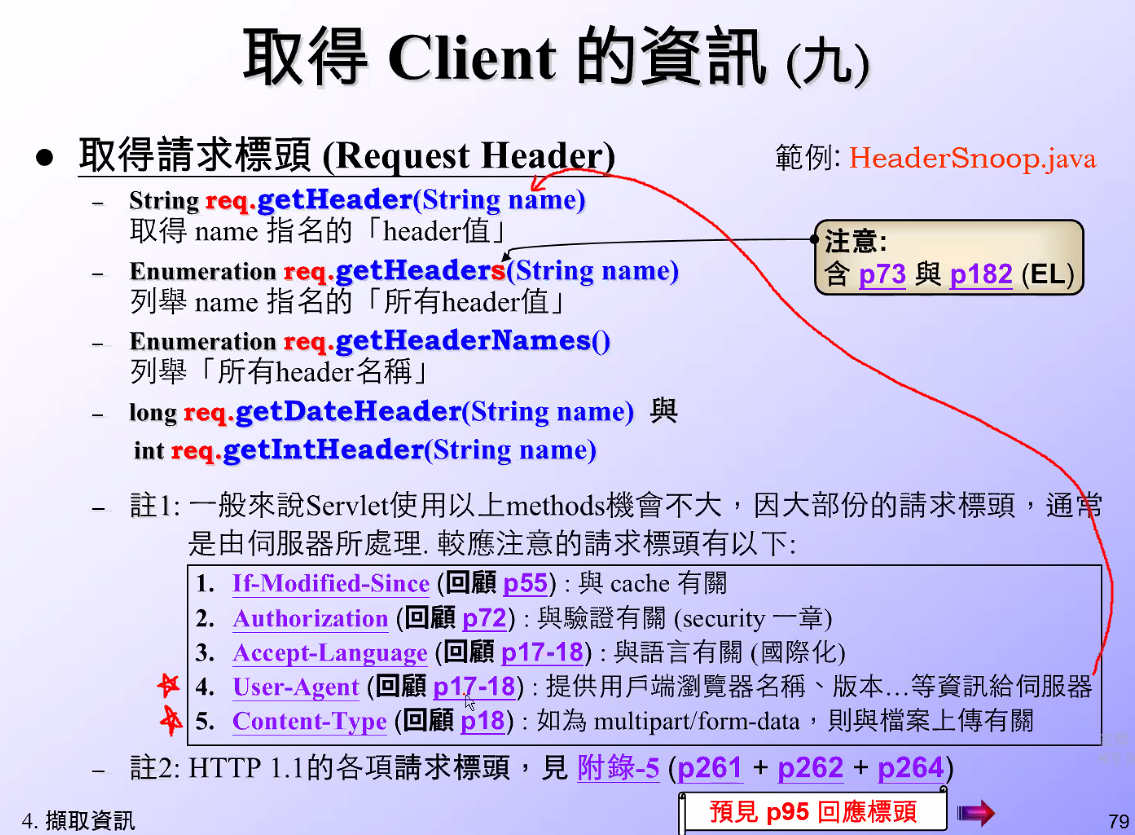 取得 Client 的資訊 (九)
● 取得請求標頭 (Request Header)
範例: HeaderSnoop.java
– String req.getHeader(String name)
取得 name 指名的「header值」
注意:
含 p73 與 p182 (EL)
– Enumeration req.getHeaders(String name)
列舉 name 指名的「所有header值」
– Enumeration req.getHeaderNames()
列舉「所有header名稱」
– long req.getDateHeader(String name) 與
int req.getIntHeader(String name)
– 註1: 一般來說Servlet使用以上methods機會不大，因大部份的請求標頭，通常
是由伺服器所處理. 較應注意的請求標頭有以下:
1. If-Modified-Since (回顧 p55) : 與 cache 有關
2. Authorization (回顧 p72) : 與驗證有關 (security 一章)
3. Accept-Language (回顧 p17-18) : 與語言有關 (國際化)
4. User-Agent (回顧 p17-18) : 提供用戶端瀏覽器名稱、版本…等資訊給伺服器
5. Content-Type (回顧 p18) : 如為 multipart/form-data，則與檔案上傳有關
– 註2: HTTP 1.1的各項請求標頭，見 附錄-5 (p261 + p262 + p264)
預見 p95 回應標頭
4. 擷取資訊
79